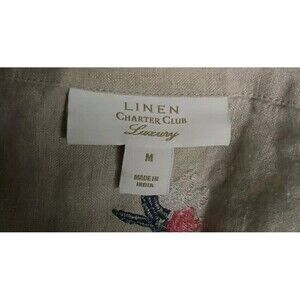 LINEN
CHARTER CLUB
Luxury
M
MADE IN
INDIA